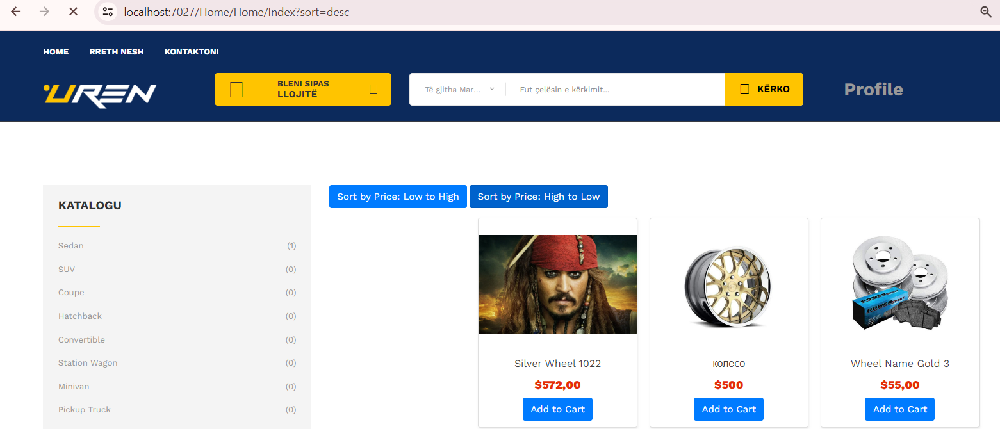 localhost:7027/Home/Home/Index?sort=desc
HOME RRETH NESH KONTAKTONI
UREN
BLENI SIPAS
LLOJITË
Të gjitha Mar...
Fut çelësin e kërkimit...
KËRKO
Profile
KATALOGU
Sedan (1)
SUV (0)
Coupe (0)
Hatchback (0)
Convertible (0)
Station Wagon (0)
Minivan (0)
Pickup Truck (0)
Sort by Price: Low to High Sort by Price: High to Low
Silver Wheel 1022
$572,00
Add to Cart
колесо
$500
Add to Cart
POWER SPORT
Wheel Name Gold 3
$55,00
Add to Cart